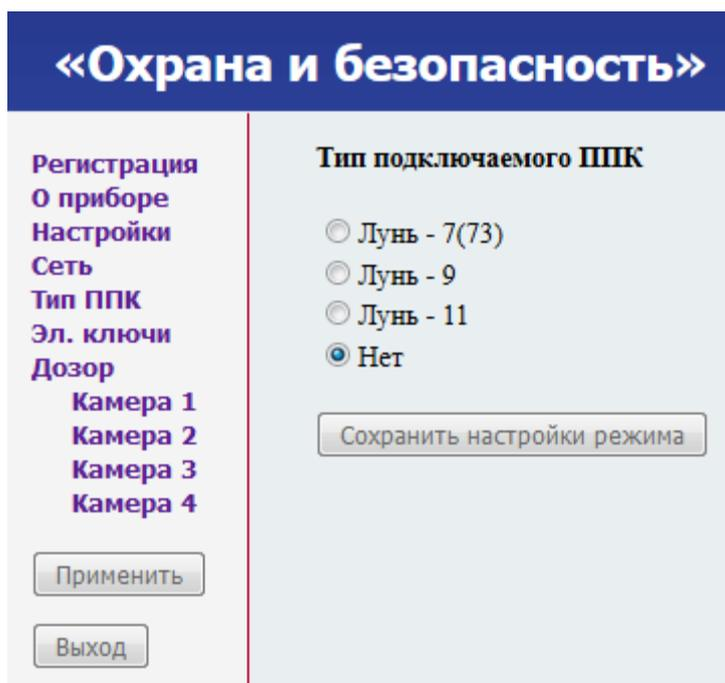 «Охрана и безопасность»
Регистрация
О приборе
Настройки
Сеть
Тип ППК
Эл. ключи
Дозор
Камера 1
Камера 2
Камера 3
Камера 4
Применить
Выход
Тип подключаемого ППК
Лунь - 7(73)
Лунь - 9
Лунь - 11
Нет
Сохранить настройки режима